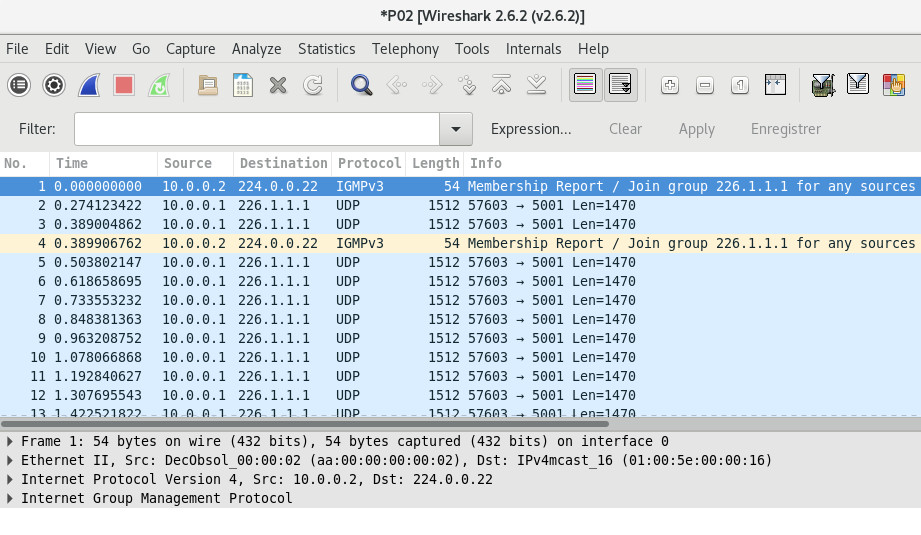 *P02 [Wireshark 2.6.2 (v2.6.2)]
File Edit View Go Capture Analyze Statistics Telephony Tools Internals Help
Filter: Expression... Clear Apply Enregistrer
No. Time Source Destination Protocol Length Info
1 0.000000000 10.0.0.2 224.0.0.22 IGMPv3 54 Membership Report / Join group 226.1.1.1 for any sources
2 0.274123422 10.0.0.1 226.1.1.1 UDP 1512 57603 → 5001 Len=1470
3 0.389004862 10.0.0.1 226.1.1.1 UDP 1512 57603 → 5001 Len=1470
4 0.389906762 10.0.0.2 224.0.0.22 IGMPv3 54 Membership Report / Join group 226.1.1.1 for any sources
5 0.503802147 10.0.0.1 226.1.1.1 UDP 1512 57603 → 5001 Len=1470
6 0.618658695 10.0.0.1 226.1.1.1 UDP 1512 57603 → 5001 Len=1470
7 0.733553232 10.0.0.1 226.1.1.1 UDP 1512 57603 → 5001 Len=1470
8 0.848381363 10.0.0.1 226.1.1.1 UDP 1512 57603 → 5001 Len=1470
9 0.963208752 10.0.0.1 226.1.1.1 UDP 1512 57603 → 5001 Len=1470
10 1.078066868 10.0.0.1 226.1.1.1 UDP 1512 57603 → 5001 Len=1470
11 1.192840627 10.0.0.1 226.1.1.1 UDP 1512 57603 → 5001 Len=1470
12 1.307695543 10.0.0.1 226.1.1.1 UDP 1512 57603 → 5001 Len=1470
13 1.422521822 10.0.0.1 226.1.1.1 UDP 1512 57603 → 5001 Len=1470
Frame 1: 54 bytes on wire (432 bits), 54 bytes captured (432 bits) on interface 0
Ethernet II, Src: DecObsol_00:00:02 (aa:00:00:00:00:02), Dst: IPv4mcast_16 (01:00:5e:00:00:16)
Internet Protocol Version 4, Src: 10.0.0.2, Dst: 224.0.0.22
Internet Group Management Protocol